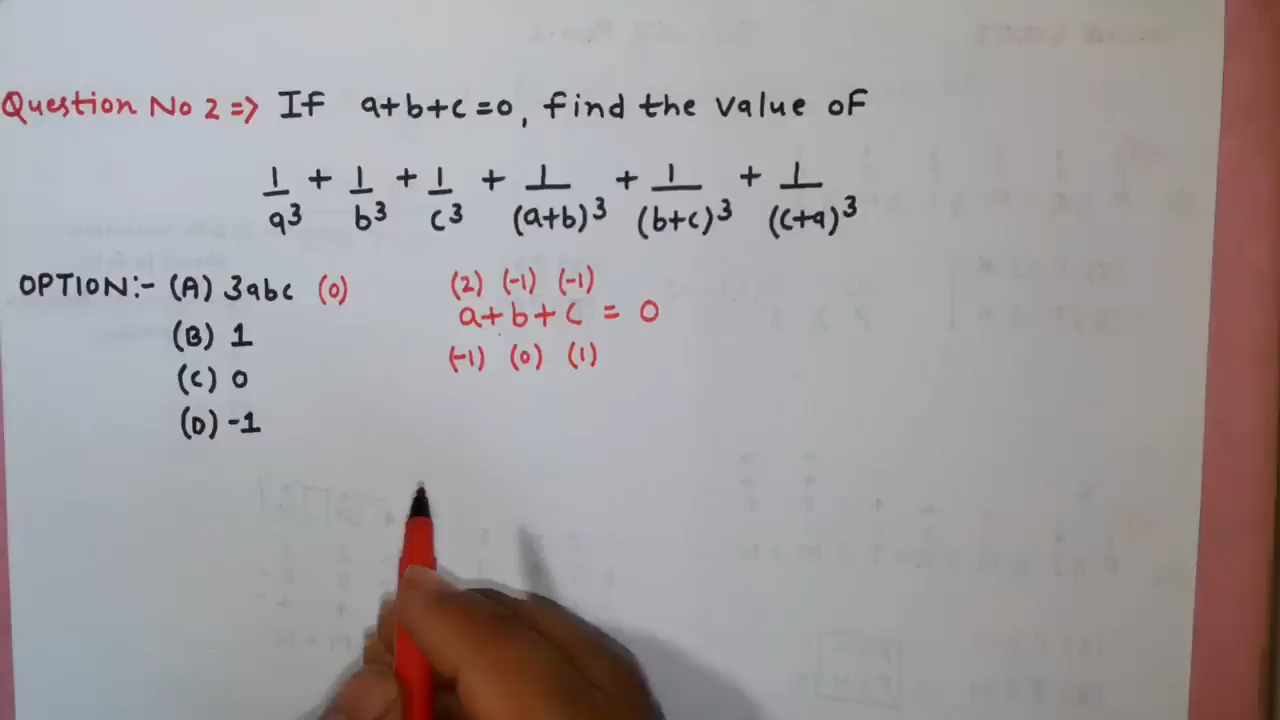 Question No 2 => If a+b+c=0, find the value of
1/a³ + 1/b³ + 1/c³ + 1/(a+b)³ + 1/(b+c)³ + 1/(c+a)³
OPTION:- (A) 3abc (0)
(B) 1
(C) 0
(D) -1
(2) (-1) (-1)
a+b+c = 0
(-1) (0) (1)